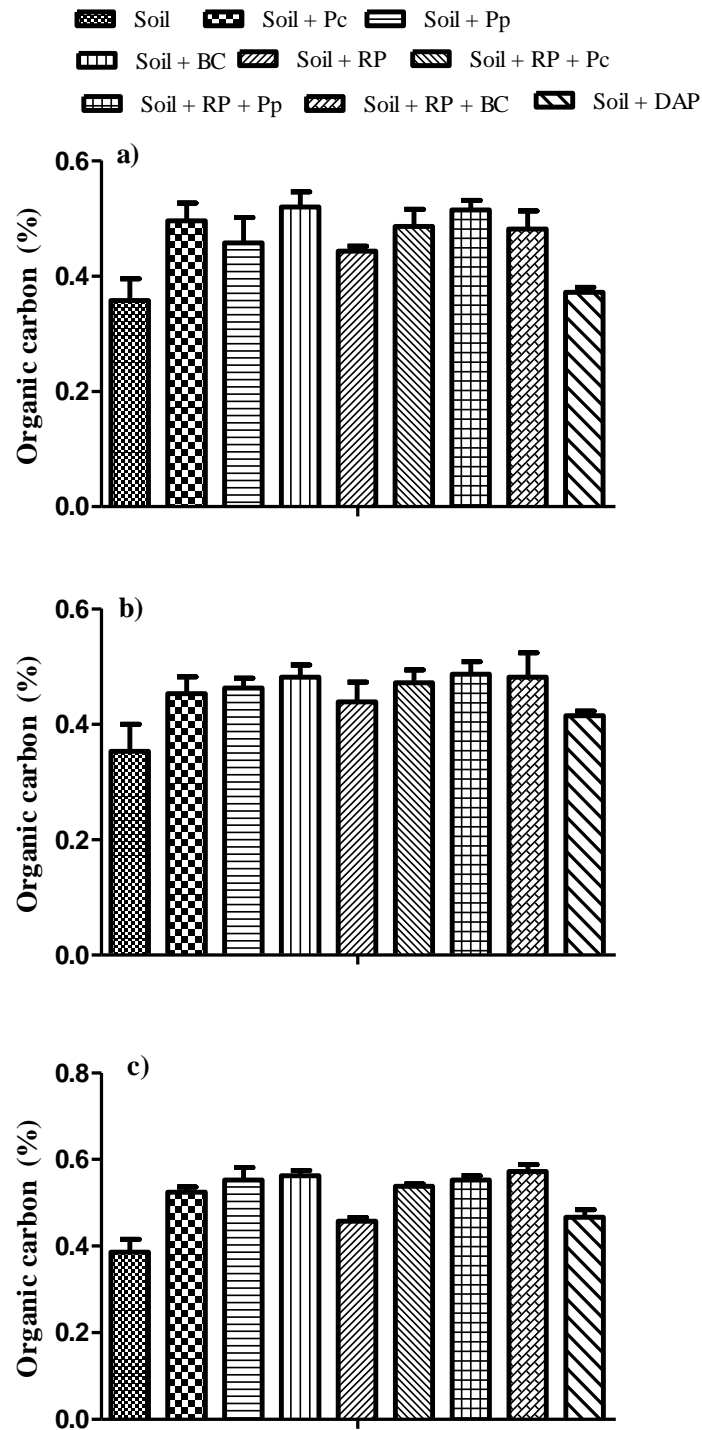 Soil Soil + Pc Soil + Pp
Soil + BC Soil + RP Soil + RP + Pc
Soil + RP + Pp Soil + RP + BC Soil + DAP
a)
0.6
0.4
0.2
0.0
Organic carbon (%)
b)
0.6
0.4
0.2
0.0
Organic carbon (%)
c)
0.8
0.6
0.4
0.2
0.0
Organic carbon (%)